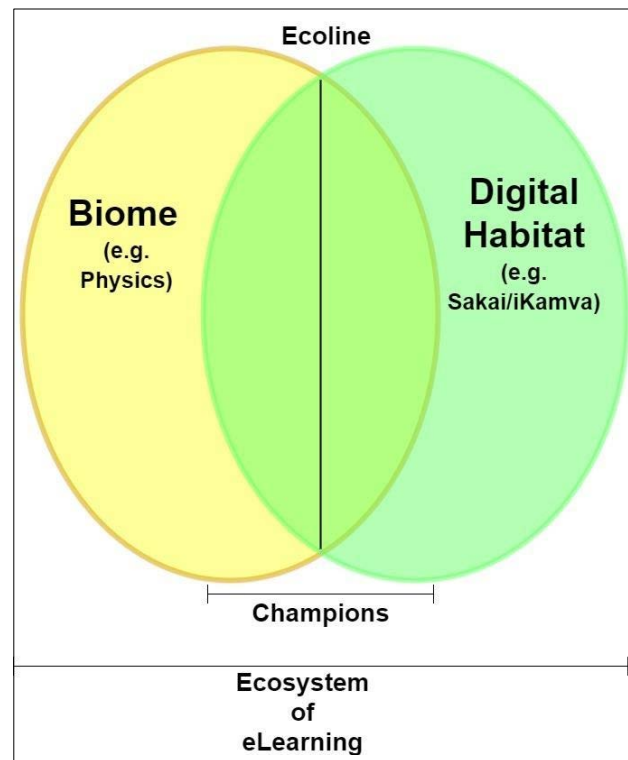 Ecoline
Biome
(e.g.
Physics)
Digital
Habitat
(e.g.
Sakai/iKamva)
Champions
Ecosystem
of
eLearning